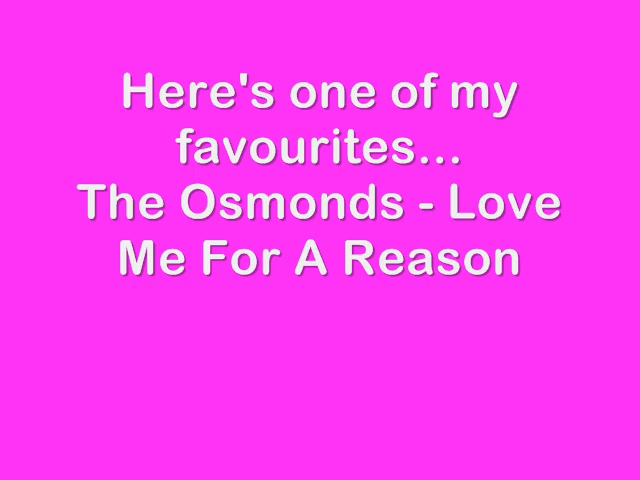 Here's one of my
favourites...
The Osmonds - Love
Me For A Reason